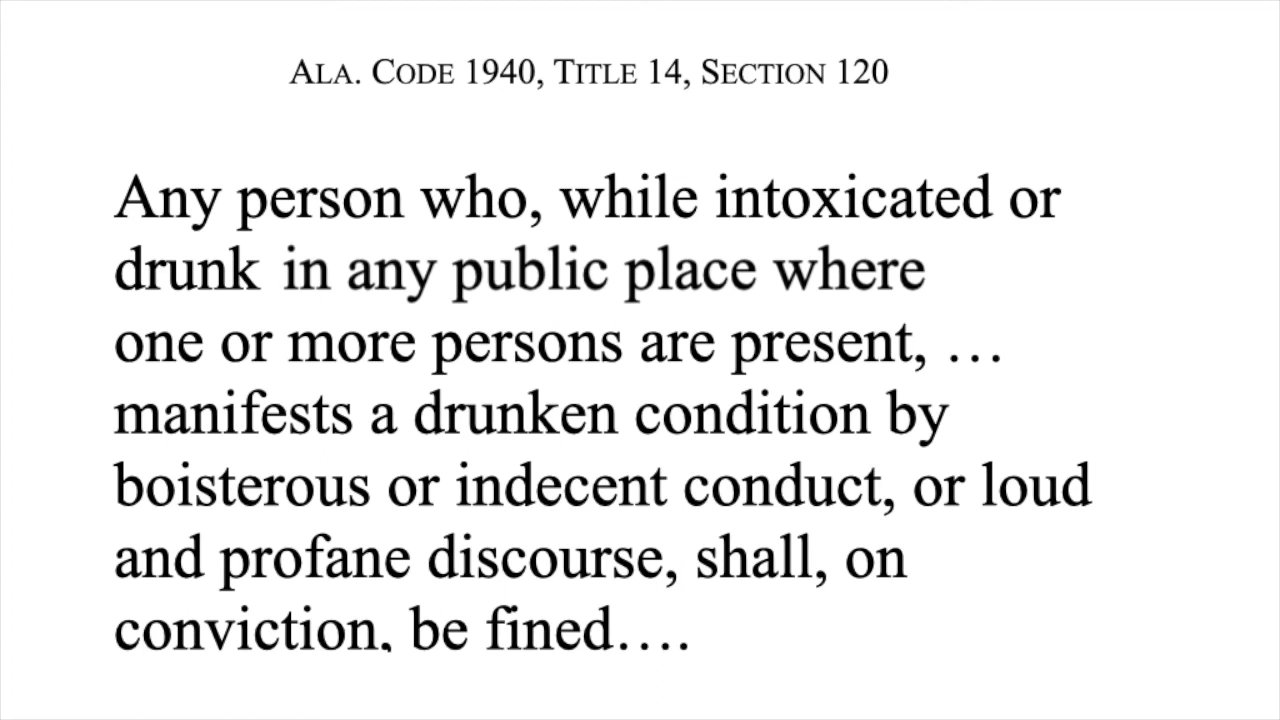 ALA. CODE 1940, TITLE 14, SECTION 120
Any person who, while intoxicated or
drunk in any public place where
one or more persons are present, …
manifests a drunken condition by
boisterous or indecent conduct, or loud
and profane discourse, shall, on
conviction, be fined….